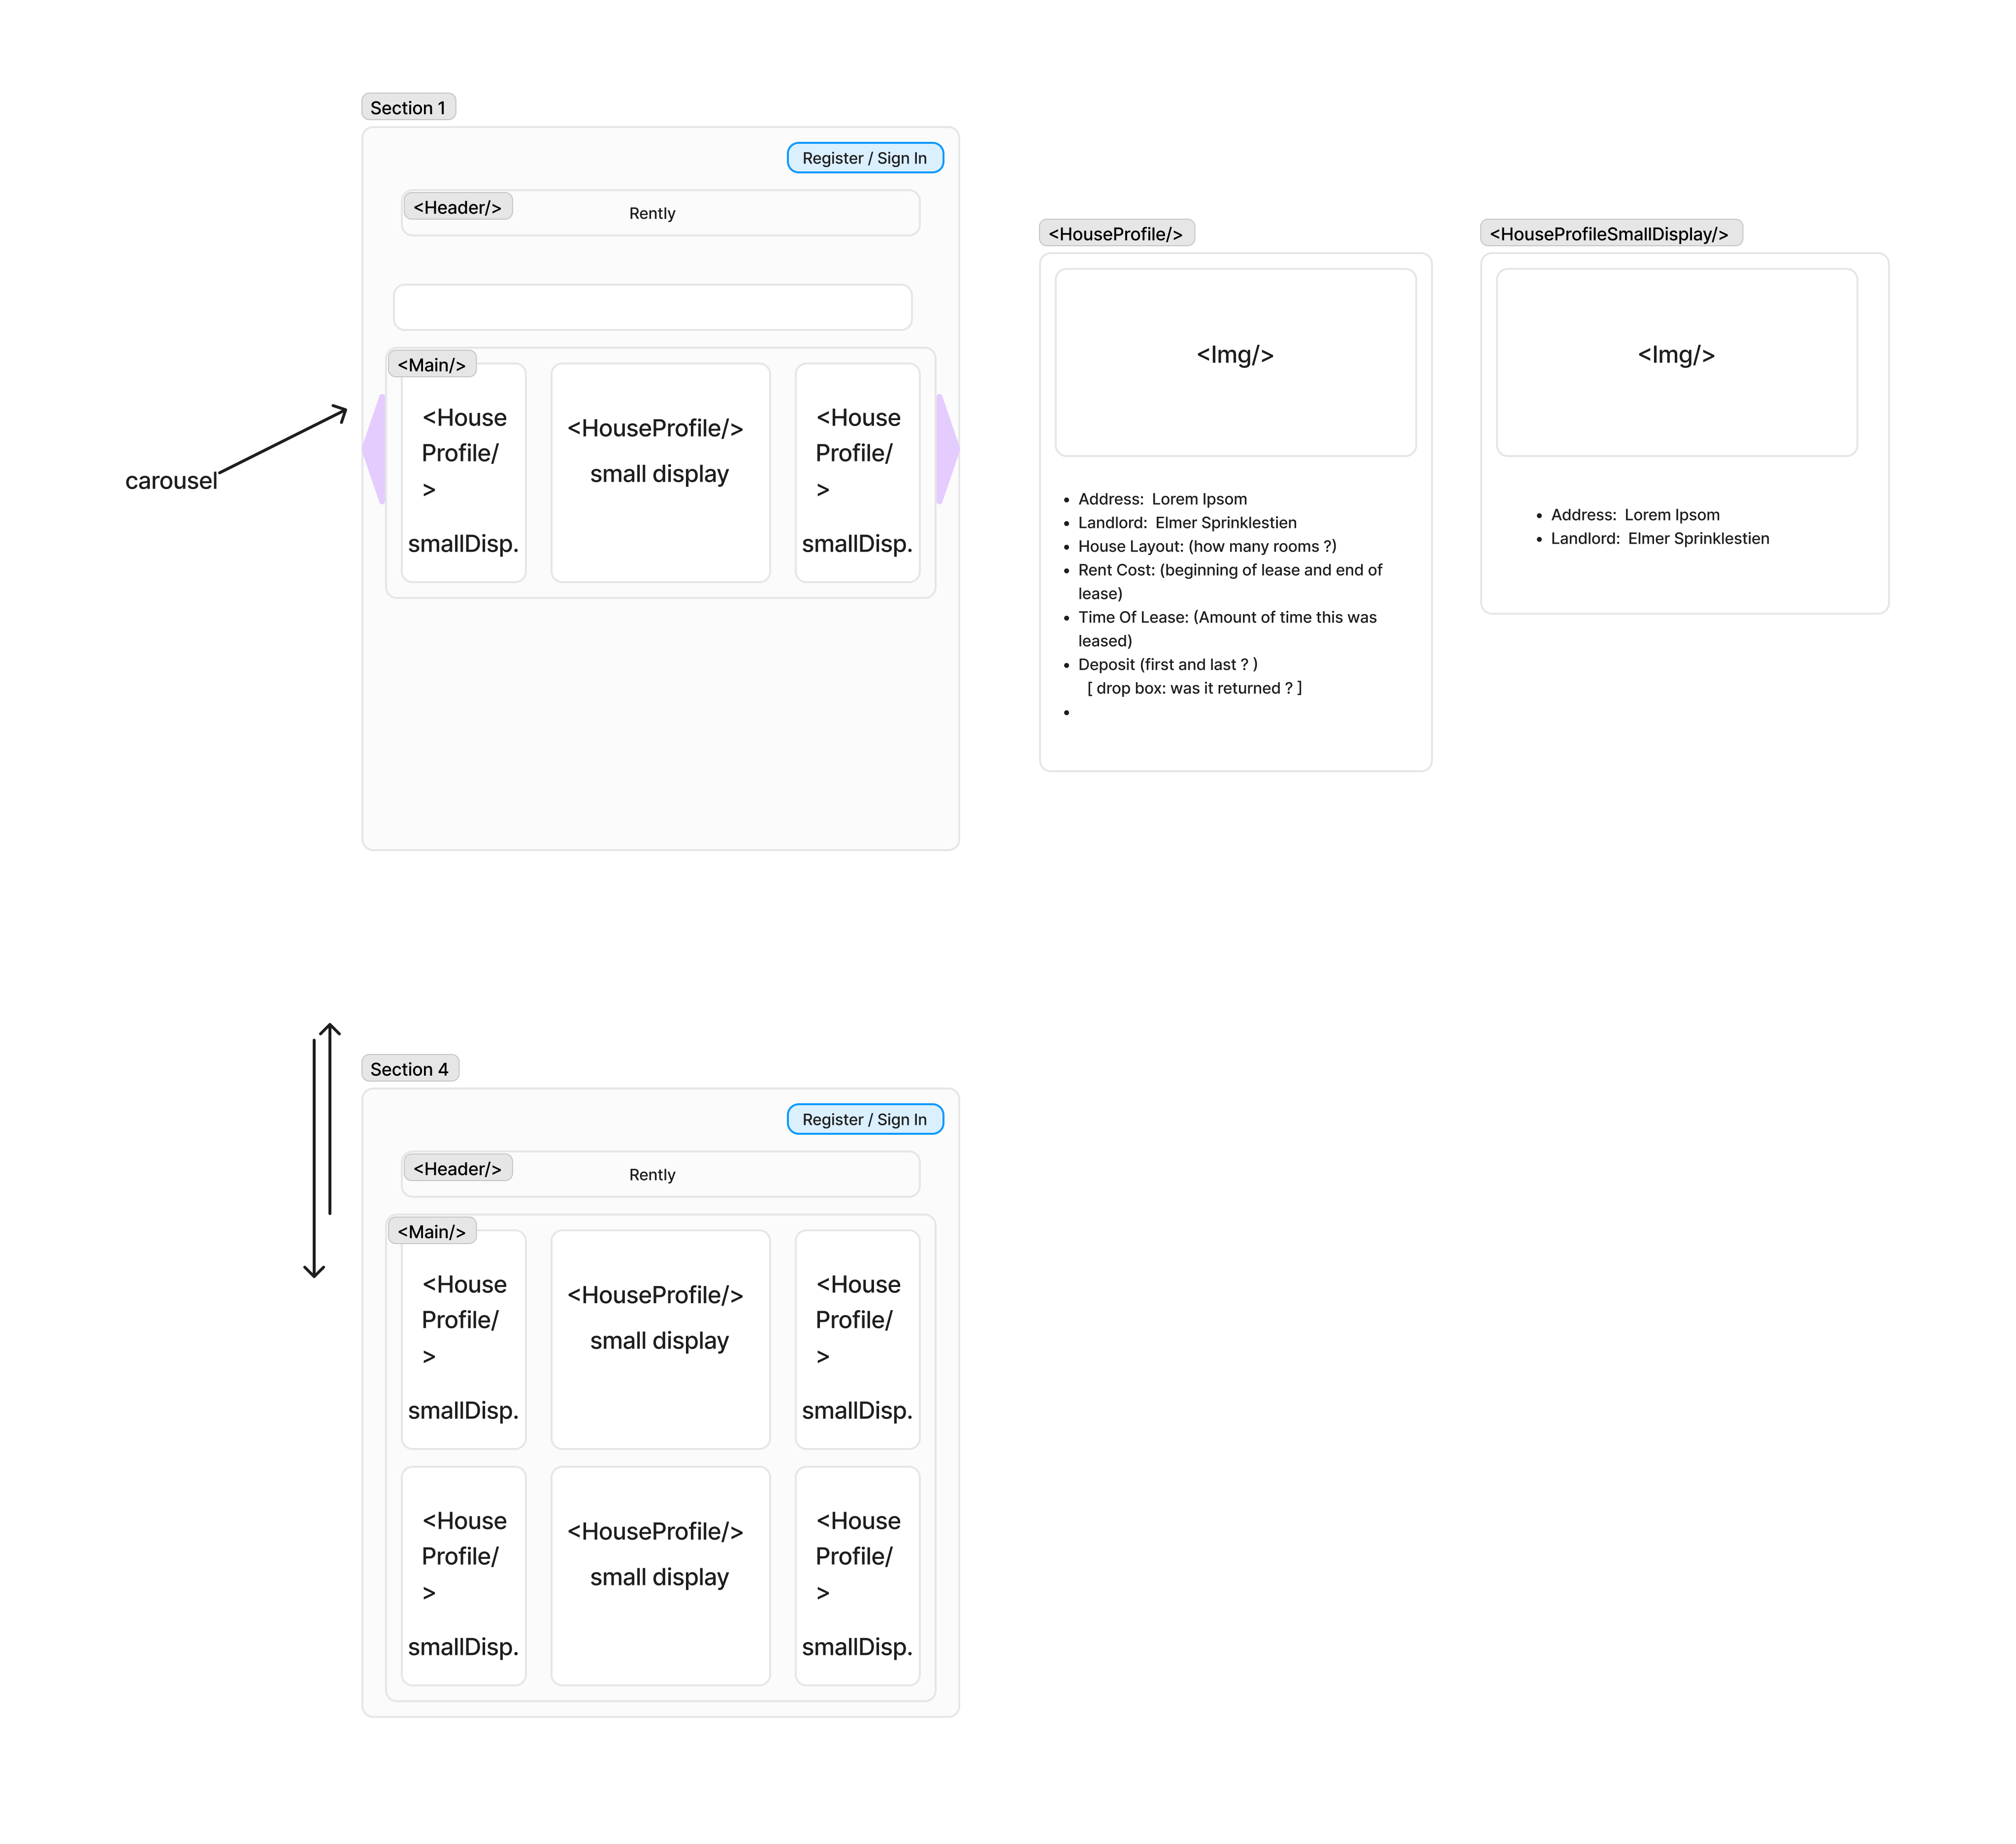 Section 1
Register / Sign In
<Header/>
Rently
<Main/>
<House
Profile/
>
smallDisp.
<HouseProfile/>
small display
<House
Profile/
>
smallDisp.
carousel
<HouseProfile/>
<Img/>
• Address:  Lorem Ipsom
• Landlord:  Elmer Sprinklestien
• House Layout: (how many rooms ?)
• Rent Cost: (beginning of lease and end of
lease)
• Time Of Lease: (Amount of time this was
leased)
• Deposit (first and last ? )
[ drop box: was it returned ? ]
•
<HouseProfileSmallDisplay/>
<Img/>
• Address:  Lorem Ipsom
• Landlord:  Elmer Sprinklestien
Section 4
Register / Sign In
<Header/>
Rently
<Main/>
<House
Profile/
>
smallDisp.
<HouseProfile/>
small display
<House
Profile/
>
smallDisp.
<House
Profile/
>
smallDisp.
<HouseProfile/>
small display
<House
Profile/
>
smallDisp.